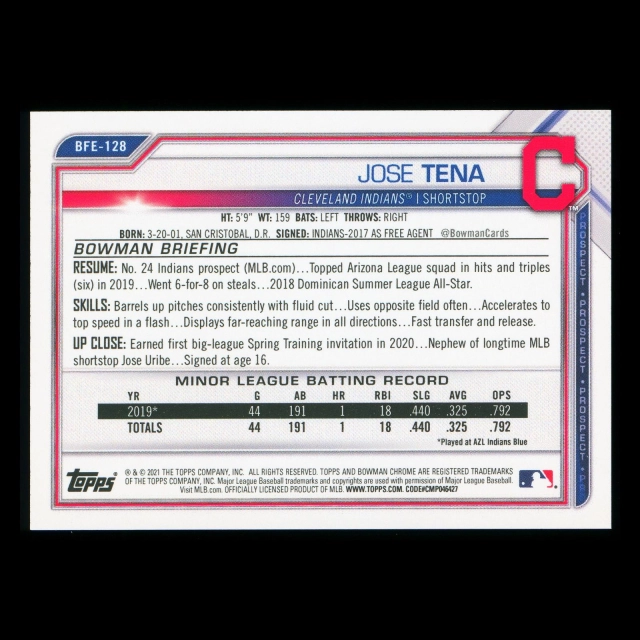 BFE-128
JOSE TENA
C
TM
CLEVELAND INDIANS® | SHORTSTOP
HT: 5'9" WT: 159 BATS: LEFT THROWS: RIGHT
BORN: 3-20-01, SAN CRISTOBAL, D.R. SIGNED: INDIANS-2017 AS FREE AGENT @BowmanCards
BOWMAN BRIEFING
RESUME: No. 24 Indians prospect (MLB.com)...Topped Arizona League squad in hits and triples
(six) in 2019...Went 6-for-8 on steals...2018 Dominican Summer League All-Star.
SKILLS: Barrels up pitches consistently with fluid cut...Uses opposite field often...Accelerates to
top speed in a flash...Displays far-reaching range in all directions...Fast transfer and release.
UP CLOSE: Earned first big-league Spring Training invitation in 2020...Nephew of longtime MLB
shortstop Jose Uribe...Signed at age 16.
MINOR LEAGUE BATTING RECORD
YR G AB HR RBI SLG AVG OPS
2019* 44 191 1 18 .440 .325 .792
TOTALS 44 191 1 18 .440 .325 .792
*Played at AZL Indians Blue
PROSPECT • PROSPECT • PROSPECT • PR
Topps®
® & © 2021 THE TOPPS COMPANY, INC. ALL RIGHTS RESERVED. TOPPS AND BOWMAN CHROME ARE REGISTERED TRADEMARKS
OF THE TOPPS COMPANY, INC. Major League Baseball trademarks and copyrights are used with permission of Major League Baseball.
Visit MLB.com. OFFICIALLY LICENSED PRODUCT OF MLB. WWW.TOPPS.COM. CODE#CMP046427